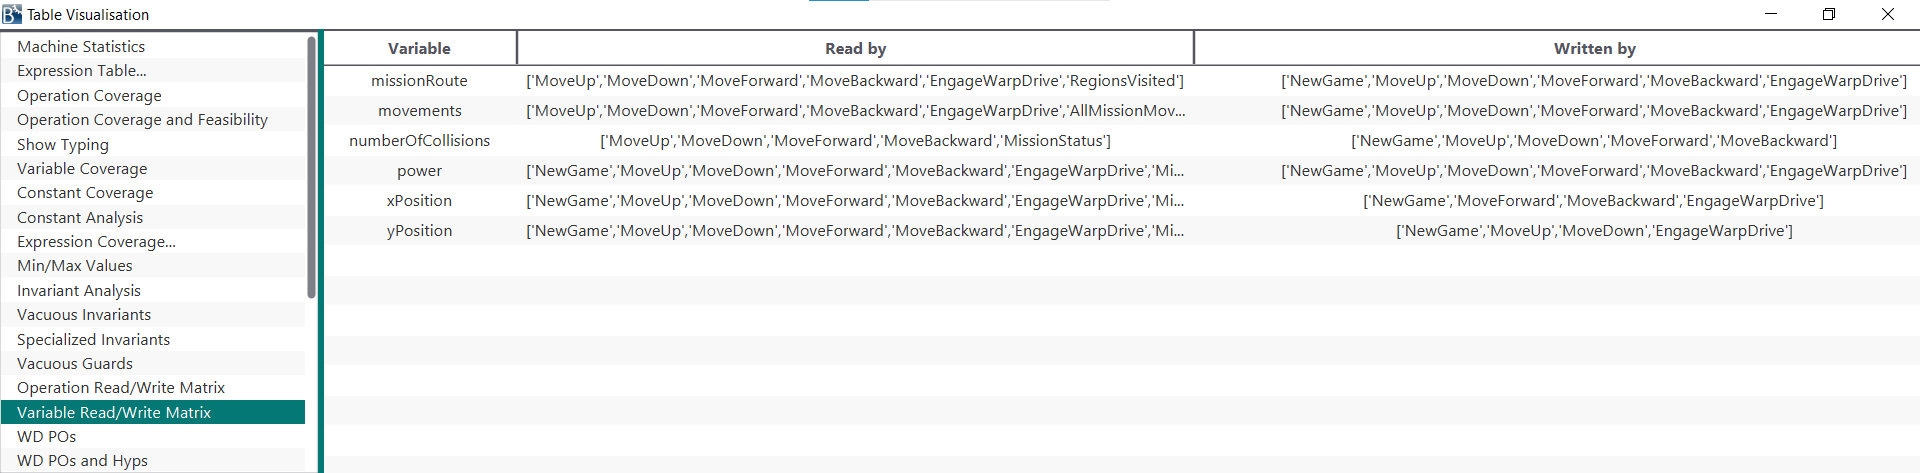 Table Visualisation
Machine Statistics
Expression Table...
Operation Coverage
Operation Coverage and Feasibility
Show Typing
Variable Coverage
Constant Coverage
Constant Analysis
Expression Coverage...
Min/Max Values
Invariant Analysis
Vacuous Invariants
Specialized Invariants
Vacuous Guards
Operation Read/Write Matrix
Variable Read/Write Matrix
WD POs
WD POs and Hyps
Variable Read by Written by
missionRoute ['MoveUp','MoveDown','MoveForward','MoveBackward','EngageWarpDrive','RegionsVisited'] ['NewGame','MoveUp','MoveDown','MoveForward','MoveBackward','EngageWarpDrive']
movements ['MoveUp','MoveDown','MoveForward','MoveBackward','EngageWarpDrive','AllMissionMov... ['NewGame','MoveUp','MoveDown','MoveForward','MoveBackward','EngageWarpDrive']
numberOfCollisions ['MoveUp','MoveDown','MoveForward','MoveBackward','MissionStatus'] ['NewGame','MoveUp','MoveDown','MoveForward','MoveBackward']
power ['NewGame','MoveUp','MoveDown','MoveForward','MoveBackward','EngageWarpDrive','Mi... ['NewGame','MoveUp','MoveDown','MoveForward','MoveBackward','EngageWarpDrive']
xPosition ['NewGame','MoveUp','MoveDown','MoveForward','MoveBackward','EngageWarpDrive','Mi... ['NewGame','MoveForward','MoveBackward','EngageWarpDrive']
yPosition ['NewGame','MoveUp','MoveDown','MoveForward','MoveBackward','EngageWarpDrive','Mi... ['NewGame','MoveUp','MoveDown','EngageWarpDrive']